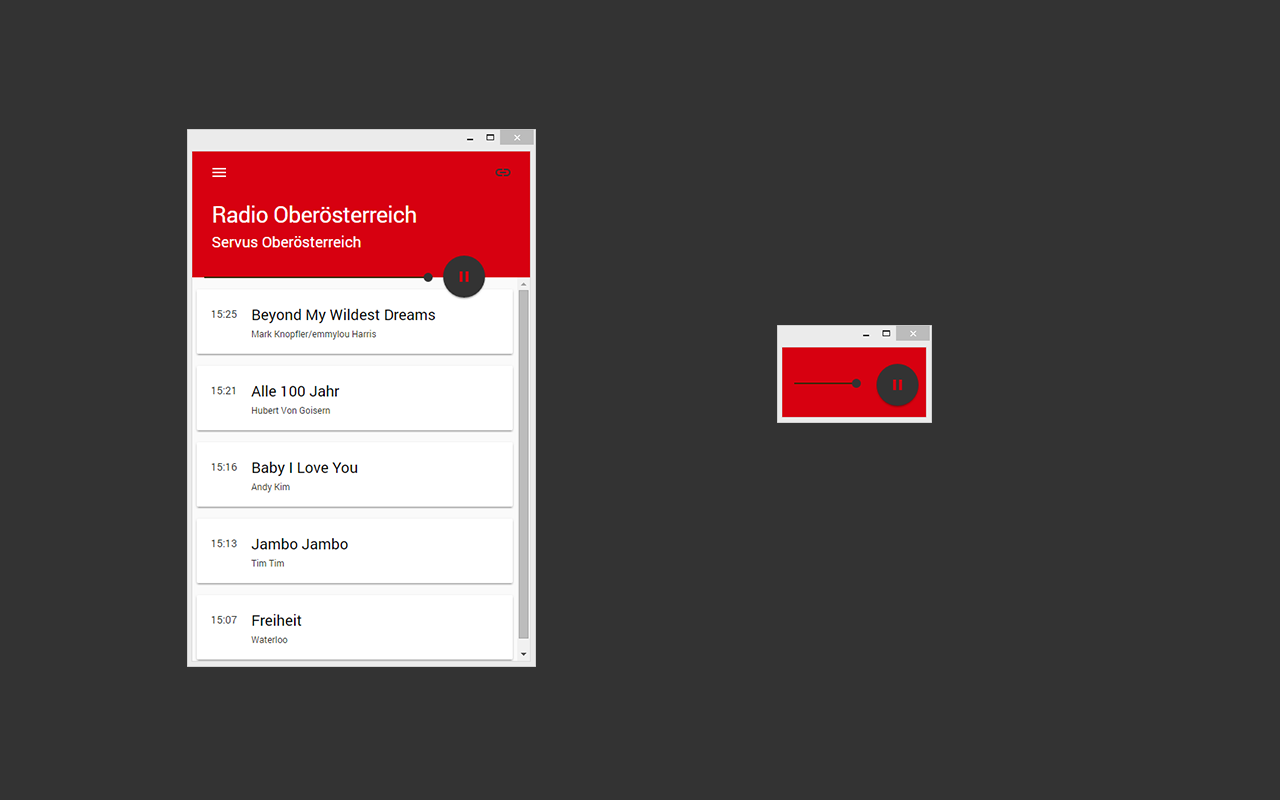 Radio Oberösterreich
Servus Oberösterreich
15:25 Beyond My Wildest Dreams
Mark Knopfler/emmylou Harris
15:21 Alle 100 Jahr
Hubert Von Goisern
15:16 Baby I Love You
Andy Kim
15:13 Jambo Jambo
Tim Tim
15:07 Freiheit
Waterloo